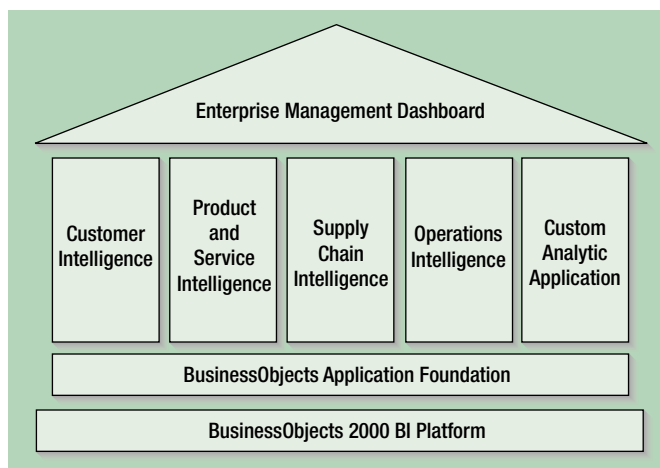 Enterprise Management Dashboard
Customer
Intelligence
Product
and
Service
Intelligence
Supply
Chain
Intelligence
Operations
Intelligence
Custom
Analytic
Application
BusinessObjects Application Foundation
BusinessObjects 2000 BI Platform